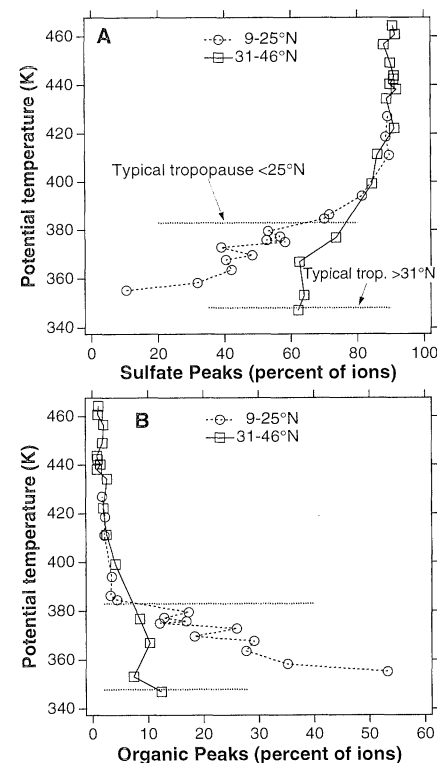 A
9-25°N
31-46°N
460
440
420
400
380
360
340
Potential temperature (K)
Typical tropopause <25°N
Typical trop. >31°N
0 20 40 60 80 100
Sulfate Peaks (percent of ions)
B
9-25°N
31-46°N
460
440
420
400
380
360
340
Potential temperature (K)
0 10 20 30 40 50 60
Organic Peaks (percent of ions)